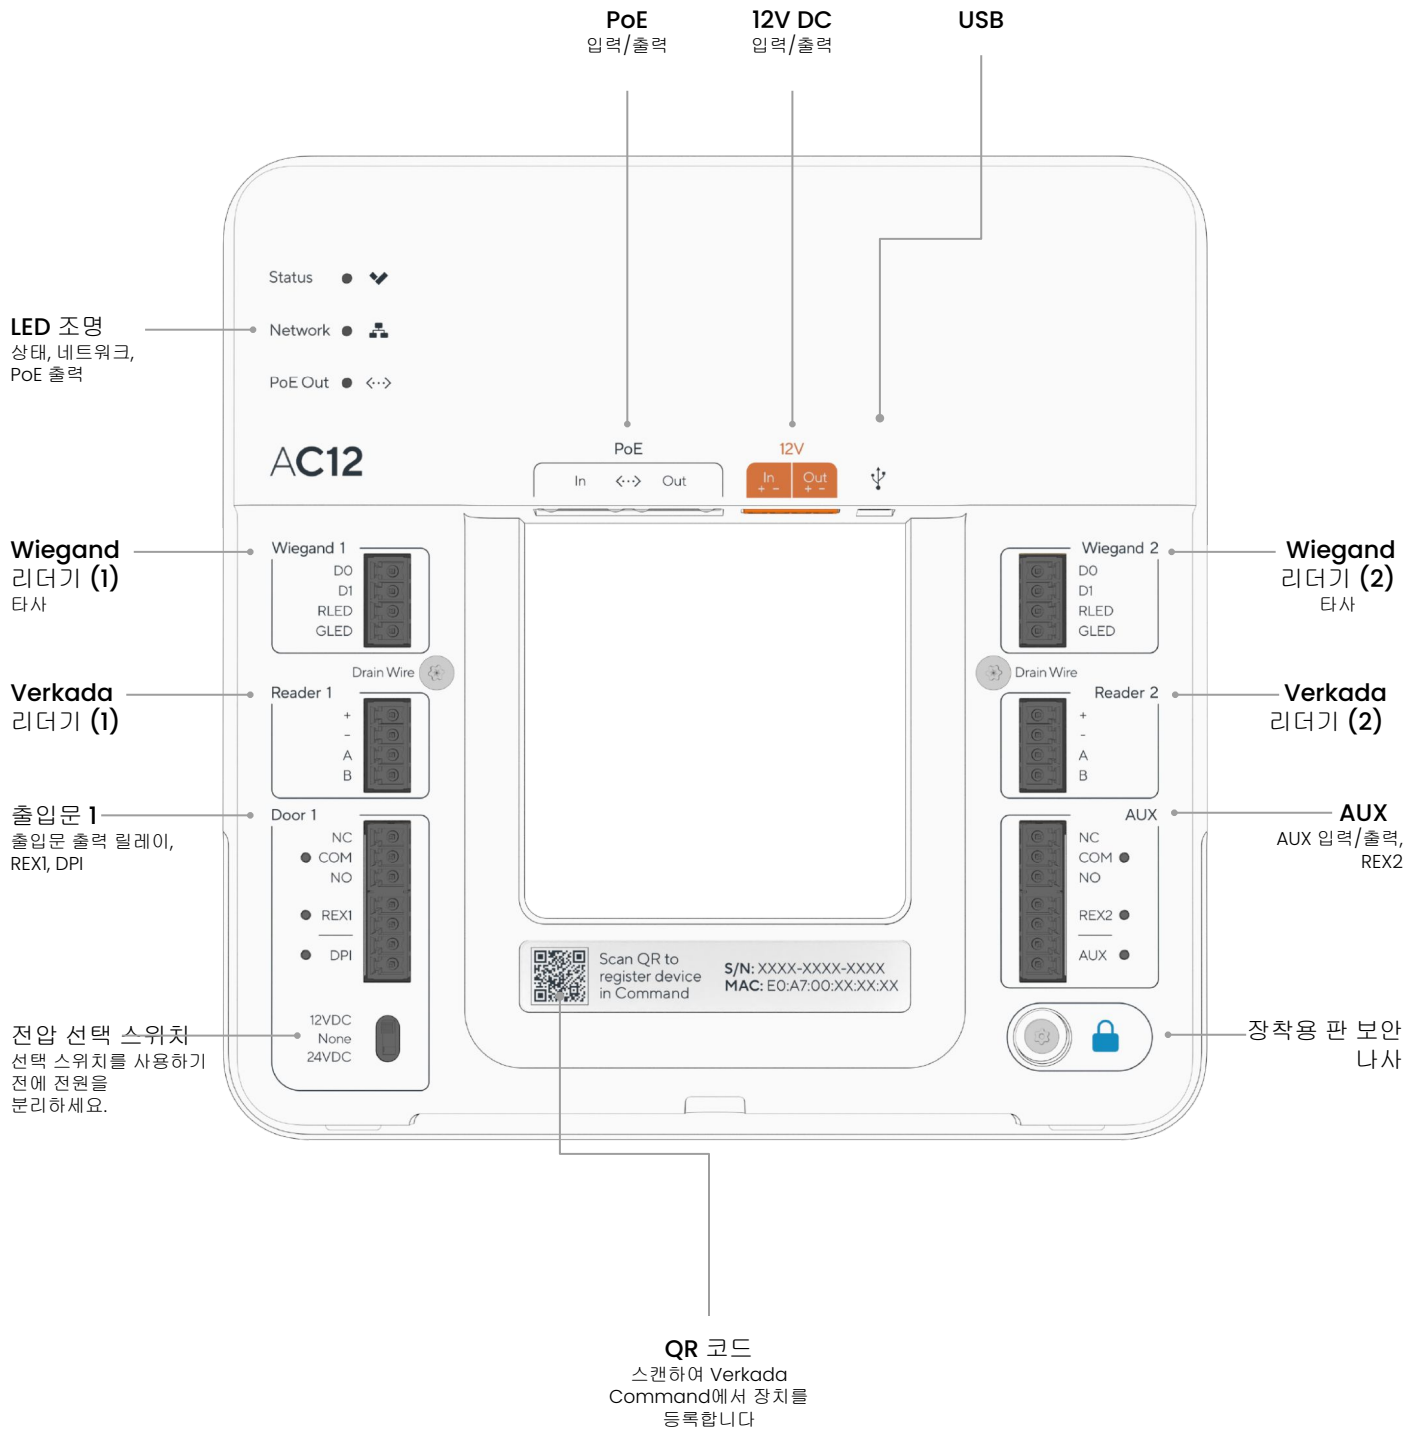 PoE
입력/출력
12V DC
입력/출력
USB
Status
Network
PoE Out
LED 조명
상태, 네트워크,
PoE 출력
AC12
PoE
In <··> Out
12V
In Out
+ - + -
Wiegand
리더기 (1)
타사
Wiegand 1
D0
D1
RLED
GLED
Drain Wire
Verkada
리더기 (1)
Reader 1
+
-
A
B
출입문 1
출입문 출력 릴레이,
REX1, DPI
Door 1
NC
COM
NO
REX1
DPI
전압 선택 스위치
선택 스위치를 사용하기
전에 전원을
분리하세요.
12VDC
None
24VDC
Wiegand 2
D0
D1
RLED
GLED
Wiegand
리더기 (2)
타사
Drain Wire
Reader 2
+
-
A
B
Verkada
리더기 (2)
AUX
NC
COM
NO
REX2
AUX
AUX
AUX 입력/출력,
REX2
장착용 판 보안
나사
Scan QR to
register device
in Command
S/N: XXXX-XXXX-XXXX
MAC: E0:A7:00:XX:XX:XX
QR 코드
스캔하여 Verkada
Command에서 장치를
등록합니다